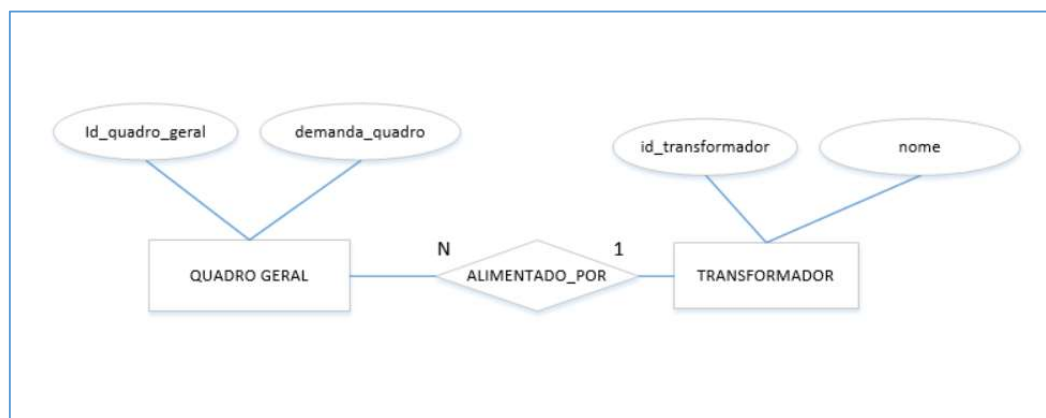 Id_quadro_geral
demanda_quadro
id_transformador
nome
N
1
QUADRO GERAL
ALIMENTADO_POR
TRANSFORMADOR